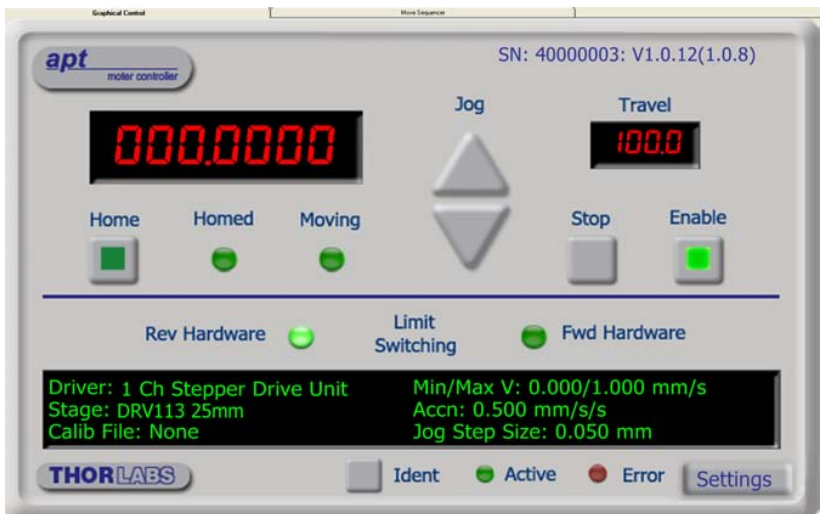 Graphical Control
Move Sequencer
apt
motor controller
SN: 40000003: V1.0.12(1.0.8)
Jog
Travel
000.0000
100.0
Home
Homed
Moving
Stop
Enable
Rev Hardware
Limit
Switching
Fwd Hardware
Driver: 1 Ch Stepper Drive Unit
Stage: DRV113 25mm
Calib File: None
Min/Max V: 0.000/1.000 mm/s
Accn: 0.500 mm/s/s
Jog Step Size: 0.050 mm
THORLABS
Ident
Active
Error
Settings